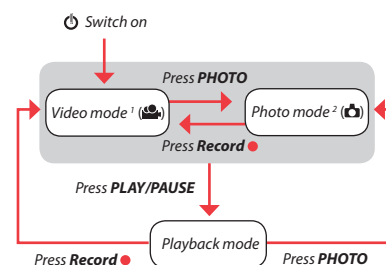 Switch on
Press PHOTO
Video mode ¹ ( )
Photo mode ² ( )
Press Record
Press PLAY/PAUSE
Playback mode
Press Record
Press PHOTO